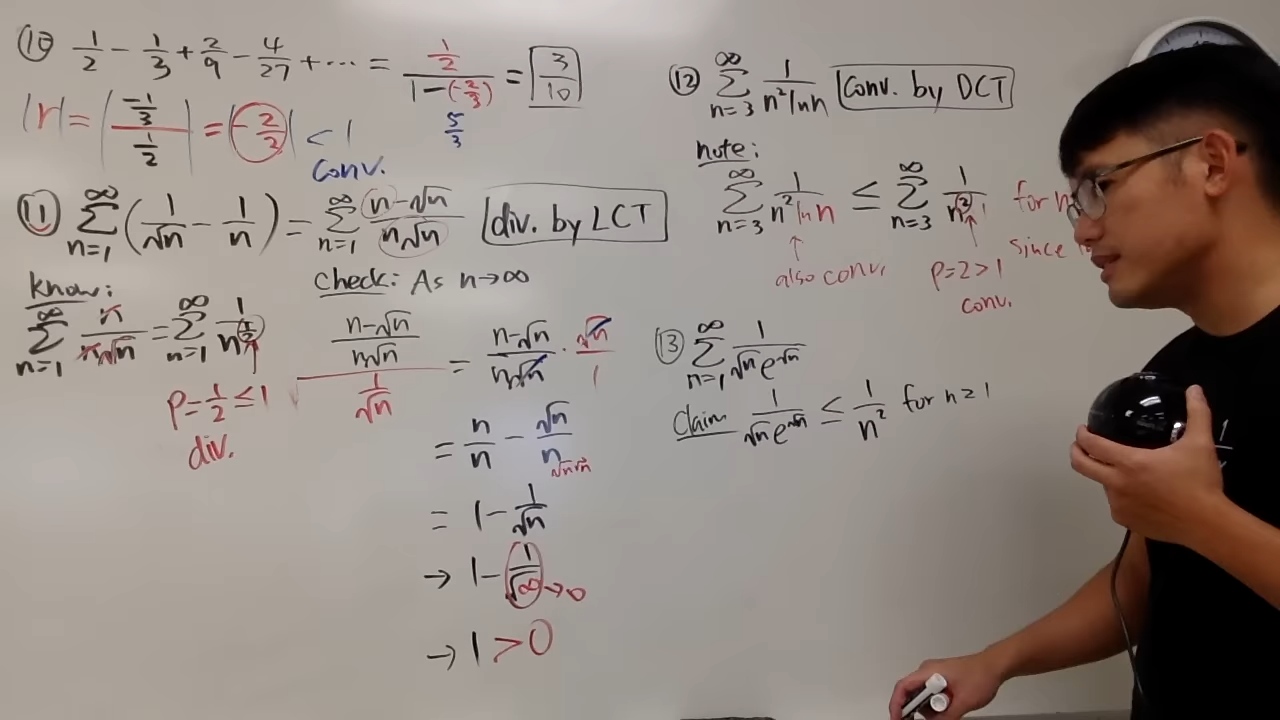 ⑩ 1/2 - 1/3 + 2/9 - 4/27 + ... = (1/2)/(1-(-2/3)) = 3/10
5/3
|r| = |(-1/3)/(1/2)| = |-2/3| < 1
conv.
⑪ ∞∑n=1 (1/√n - 1/n) = ∞∑n=1 (n-√n)/(n√n) div. by LCT
know:
∞∑n=1 n/(n√n) = ∞∑n=1 1/n^(1/2)
p=1/2 ≤ 1
div.
check: As n→∞
((n-√n)/(n√n))/(1/√n) = (n-√n)/(n√n) · √n/1
= n/n - √n/n
√n√n
= 1 - 1/√n
→ 1 - 1/√∞ →0
→ 1 > 0
⑫ ∞∑n=3 1/(n² ln n) Conv. by DCT
note:
∞∑n=3 1/(n² ln n) ≤ ∞∑n=3 1/n² for n
↑ also conv.
p=2>1
conv.
since
⑬ ∞∑n=1 1/(√n e^√n)
Claim 1/(√n e^√n) ≤ 1/n² for n≥1